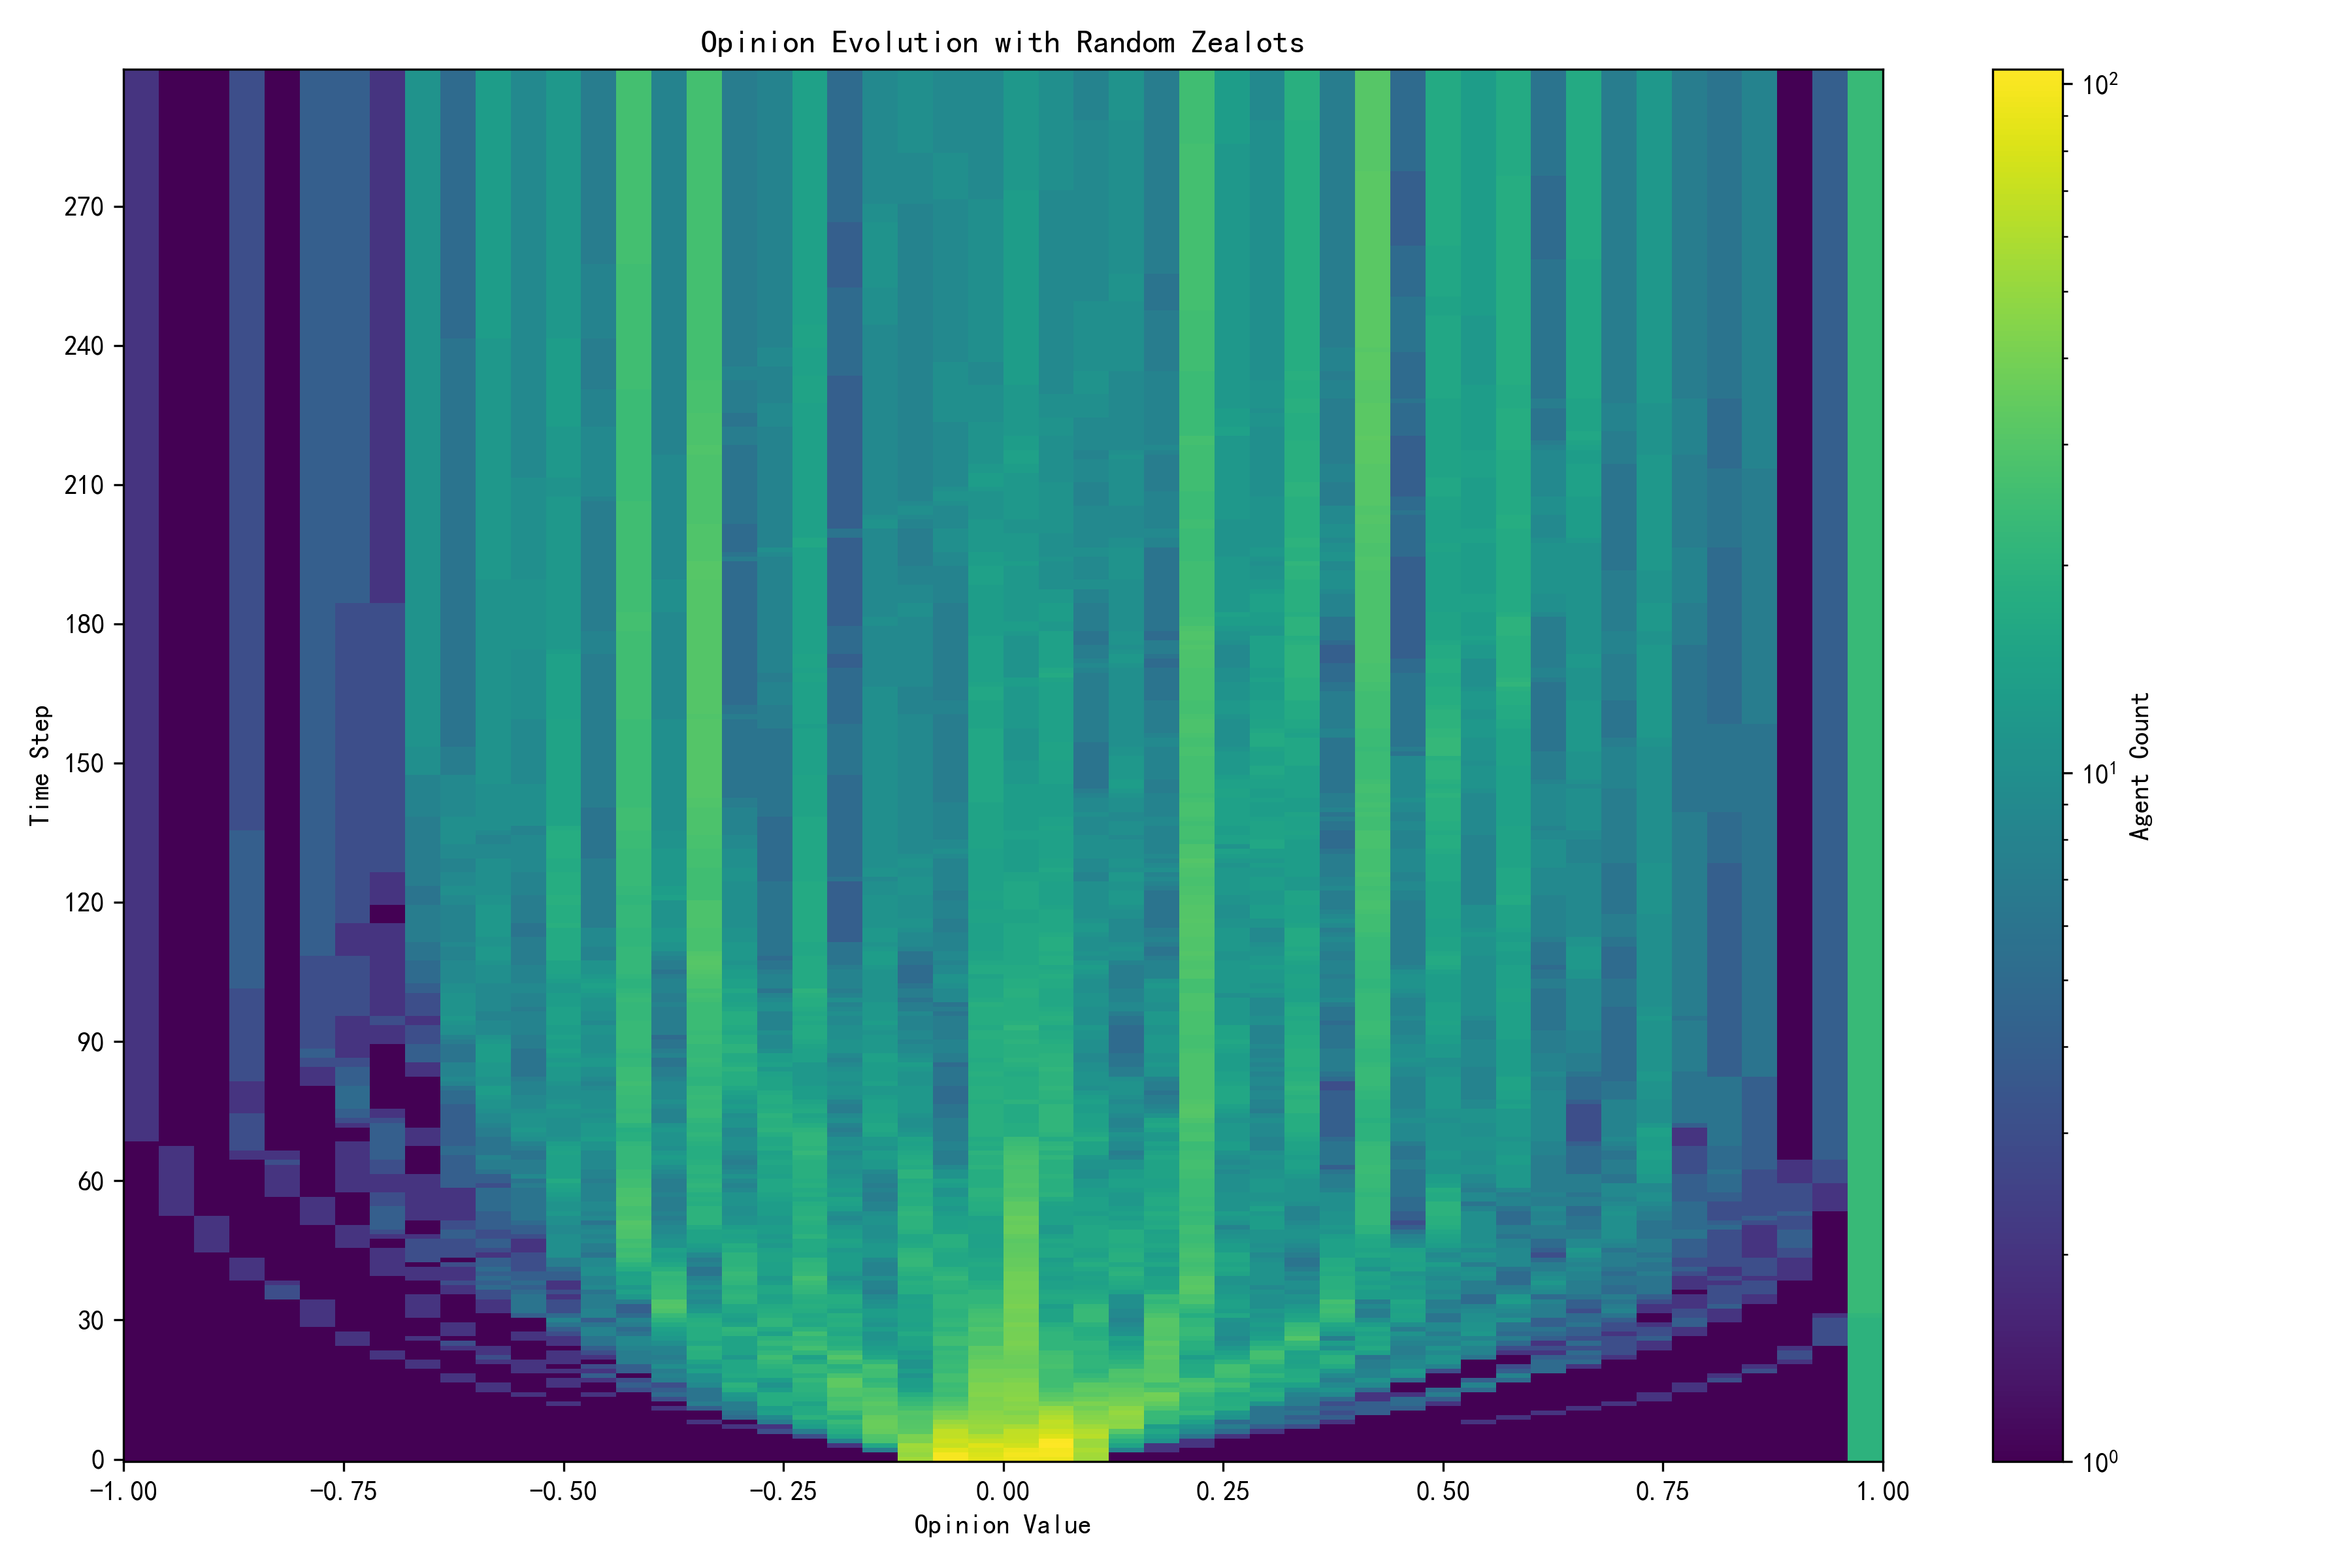 Opinion Evolution with Random Zealots
270
240
210
180
150
120
90
60
30
0
Time Step
−1.00 −0.75 −0.50 −0.25 0.00 0.25 0.50 0.75 1.00
Opinion Value
10²
10¹
10⁰
Agent Count